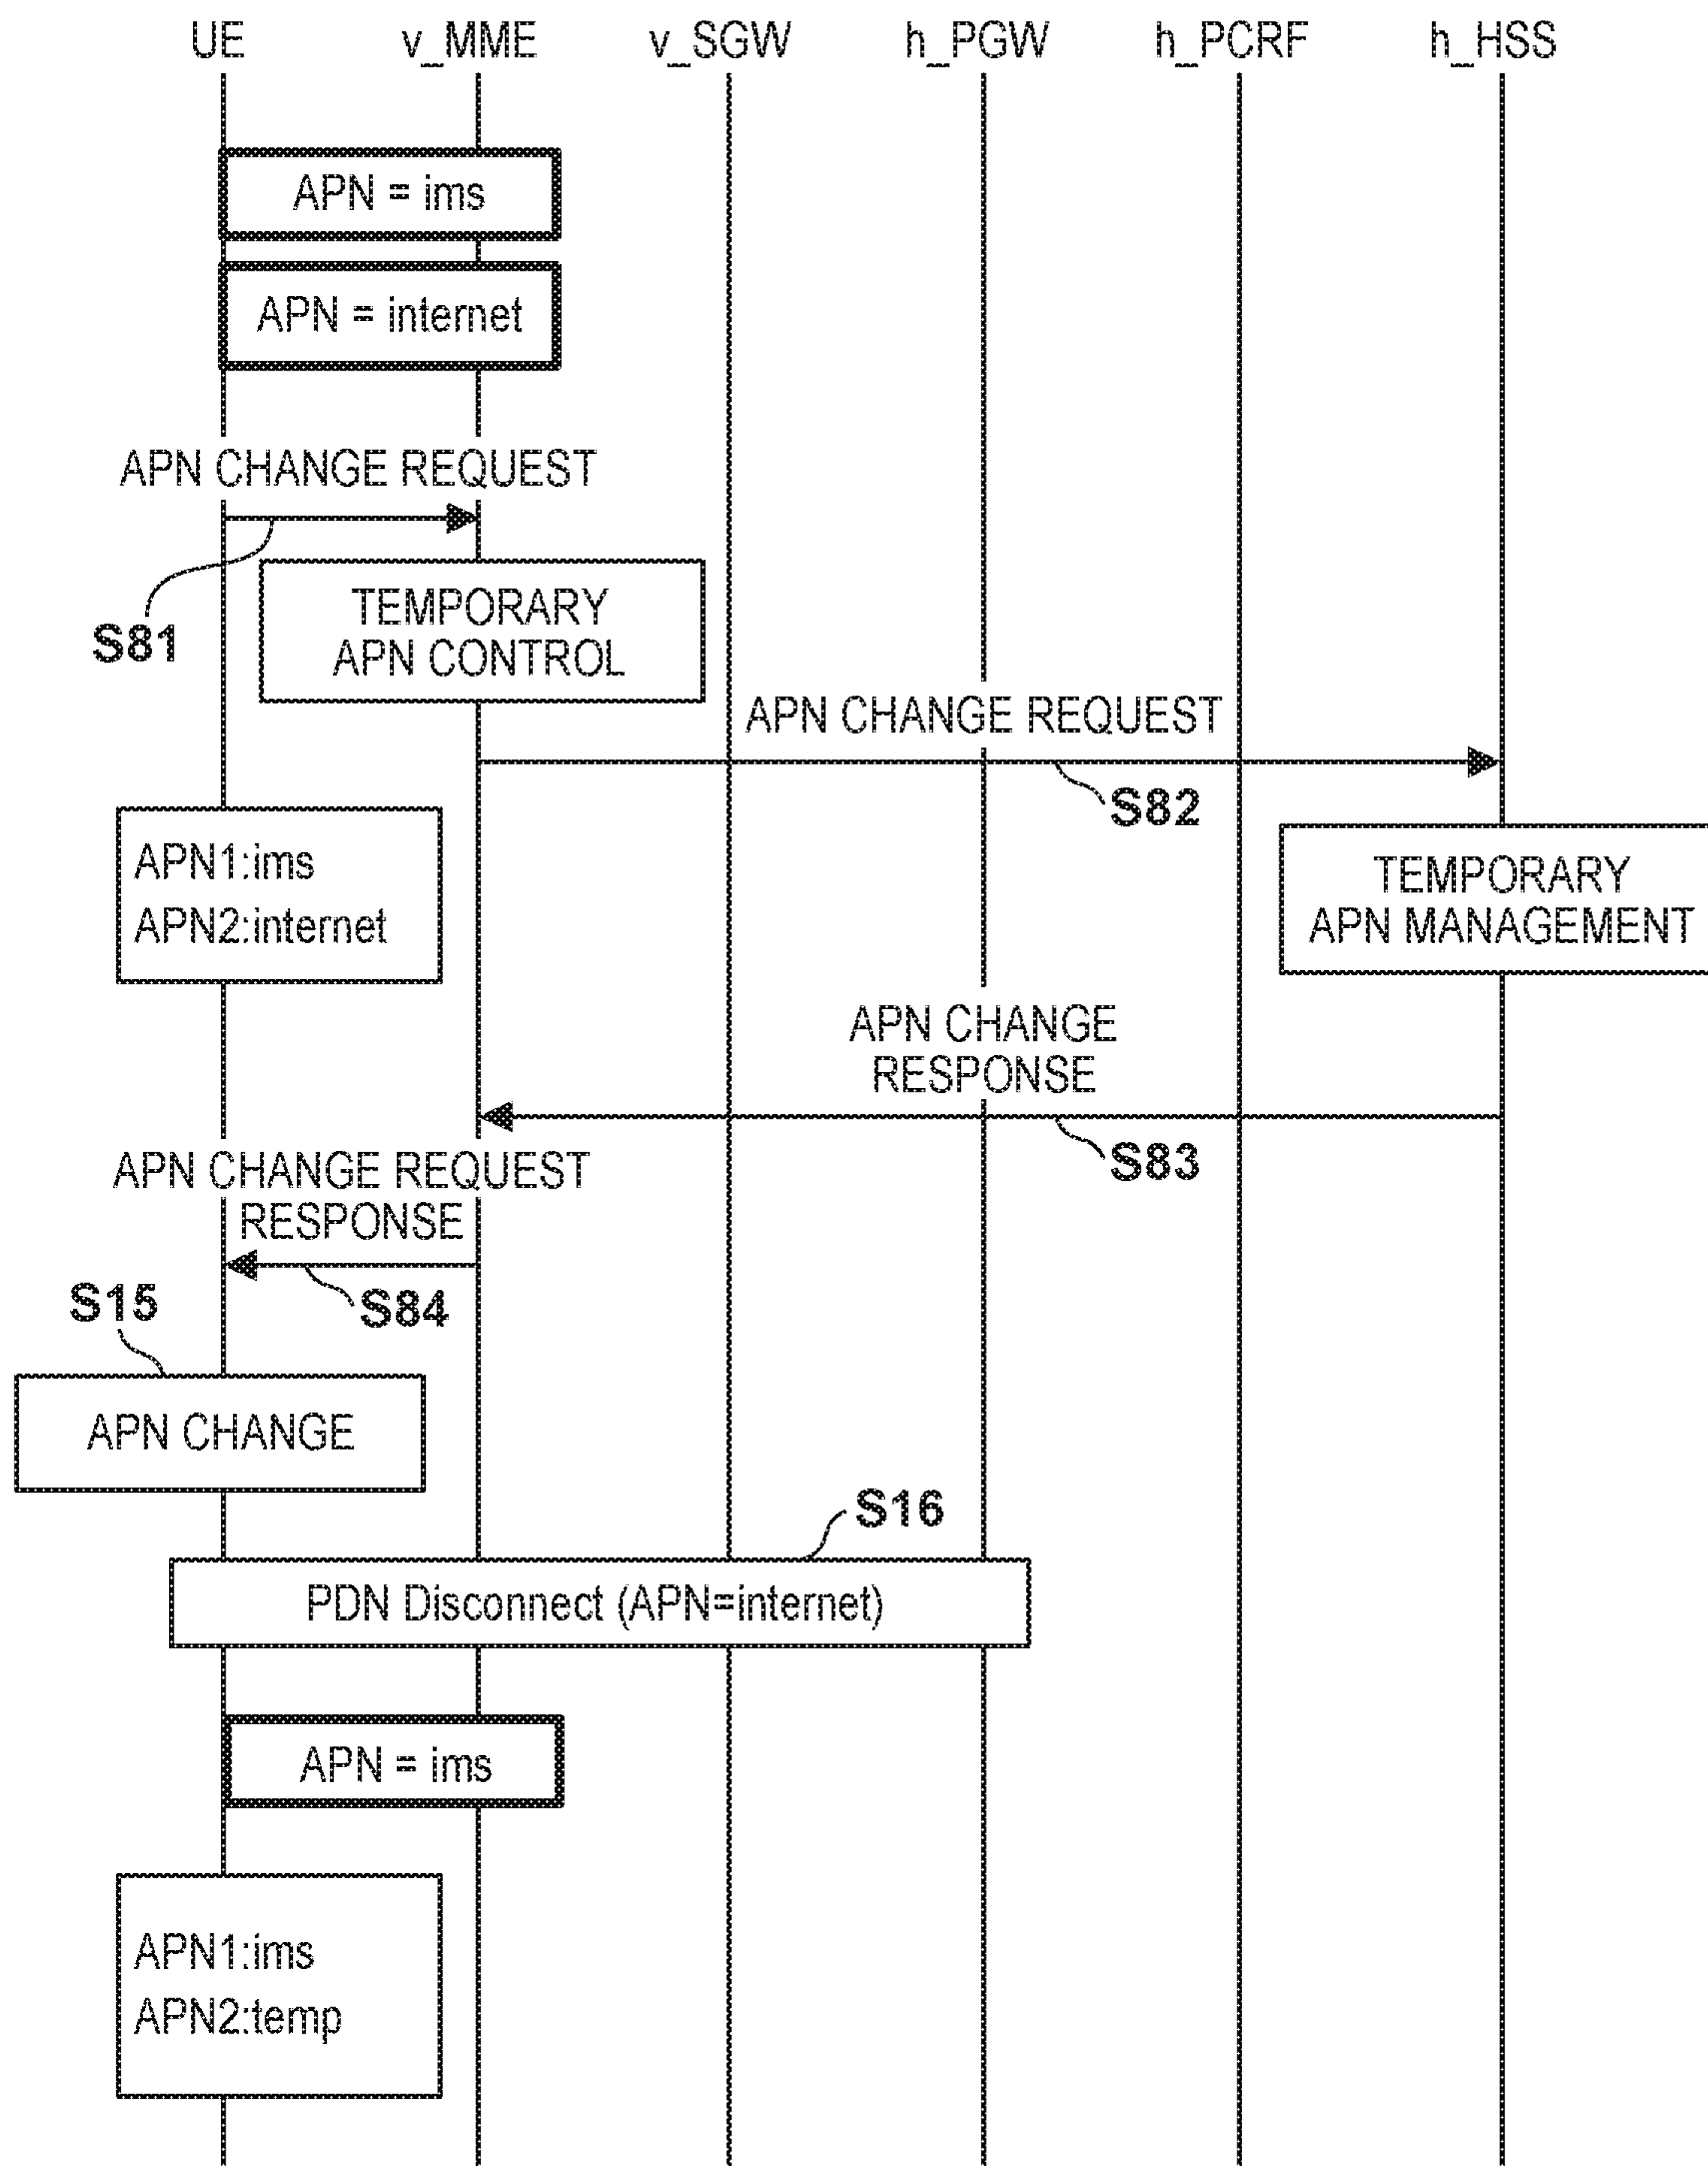 UE v_MME v_SGW h_PGW h_PCRF h_HSS
APN = ims
APN = internet
APN CHANGE REQUEST
S81
TEMPORARY
APN CONTROL
APN CHANGE REQUEST
S82
APN1:ims
APN2:internet
TEMPORARY
APN MANAGEMENT
APN CHANGE
RESPONSE
S83
APN CHANGE REQUEST
RESPONSE
S84
S15
APN CHANGE
S16
PDN Disconnect (APN=internet)
APN = ims
APN1:ims
APN2:temp